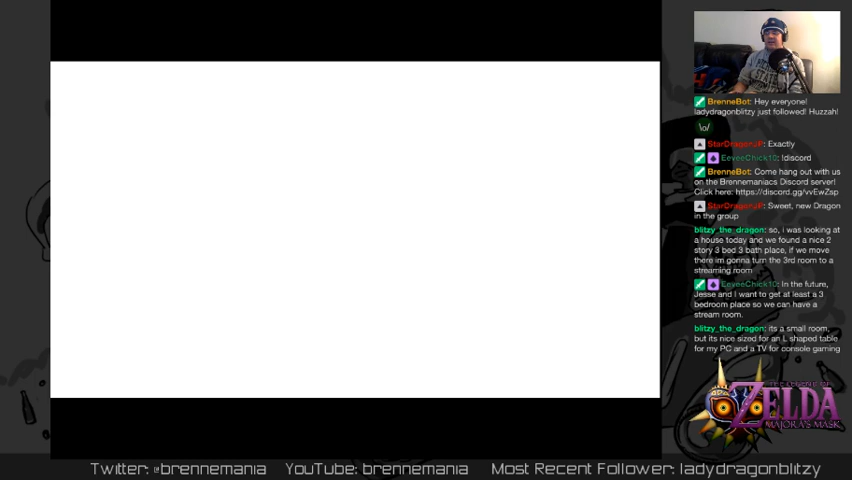 BrenneBot: Hey everyone!
ladydragonblitzy just followed! Huzzah!
\o/
StarDragonJP: Exactly
EeveeChick10: !discord
BrenneBot: Come hang out with us
on the Brennemaniacs Discord server!
Click here: https://discord.gg/vvEwZsp
StarDragonJP: Sweet, new Dragon
in the group
blitzy_the_dragon: so, i was looking at
a house today and we found a nice 2
story 3 bed 3 bath place, if we move
there im gonna turn the 3rd room to a
streaming room
EeveeChick10: In the future,
Jesse and I want to get at least a 3
bedroom place so we can have a
stream room.
blitzy_the_dragon: its a small room,
but its nice sized for an L shaped table
for my PC and a TV for console gaming
THE LEGEND OF
ZELDA
MAJORA'S MASK
Twitter: @brennemania YouTube: brennemania Most Recent Follower: ladydragonblitzy